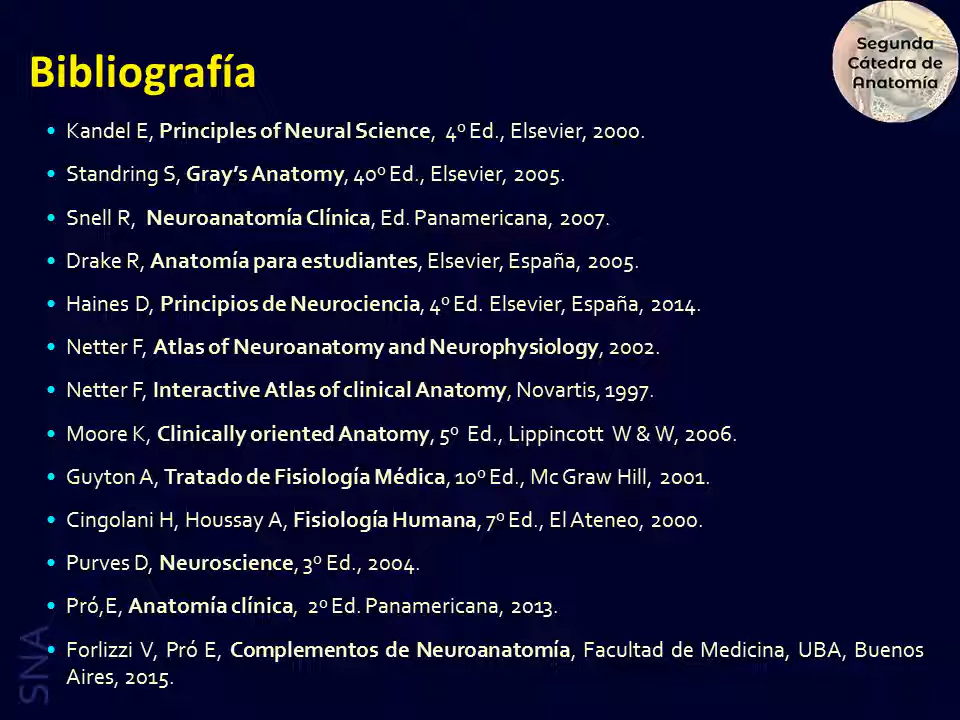 Segunda
Cátedra de
Anatomía
Bibliografía
• Kandel E, Principles of Neural Science, 4º Ed., Elsevier, 2000.
• Standring S, Gray’s Anatomy, 40º Ed., Elsevier, 2005.
• Snell R, Neuroanatomía Clínica, Ed. Panamericana, 2007.
• Drake R, Anatomía para estudiantes, Elsevier, España, 2005.
• Haines D, Principios de Neurociencia, 4º Ed. Elsevier, España, 2014.
• Netter F, Atlas of Neuroanatomy and Neurophysiology, 2002.
• Netter F, Interactive Atlas of clinical Anatomy, Novartis, 1997.
• Moore K, Clinically oriented Anatomy, 5º Ed., Lippincott W & W, 2006.
• Guyton A, Tratado de Fisiología Médica, 10º Ed., Mc Graw Hill, 2001.
• Cingolani H, Houssay A, Fisiología Humana, 7º Ed., El Ateneo, 2000.
• Purves D, Neuroscience, 3º Ed., 2004.
• Pró,E, Anatomía clínica, 2º Ed. Panamericana, 2013.
• Forlizzi V, Pró E, Complementos de Neuroanatomía, Facultad de Medicina, UBA, Buenos
Aires, 2015.
SNA